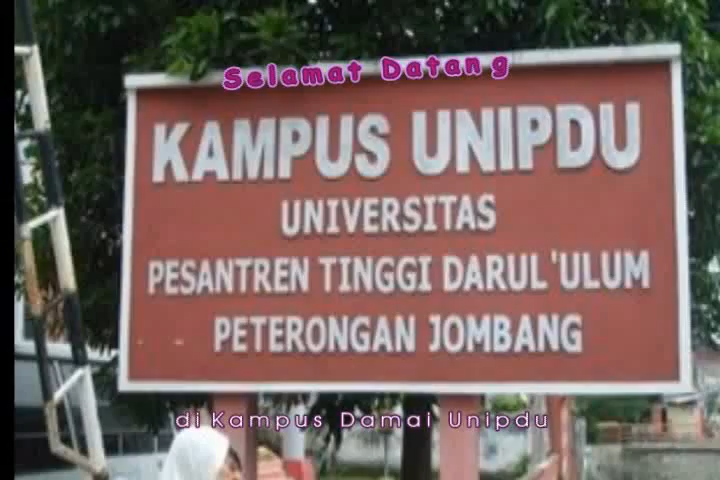 Selamat Datang
KAMPUS UNIPDU
UNIVERSITAS
PESANTREN TINGGI DARUL 'ULUM
PETERONGAN JOMBANG
di Kampus Damai Unipdu